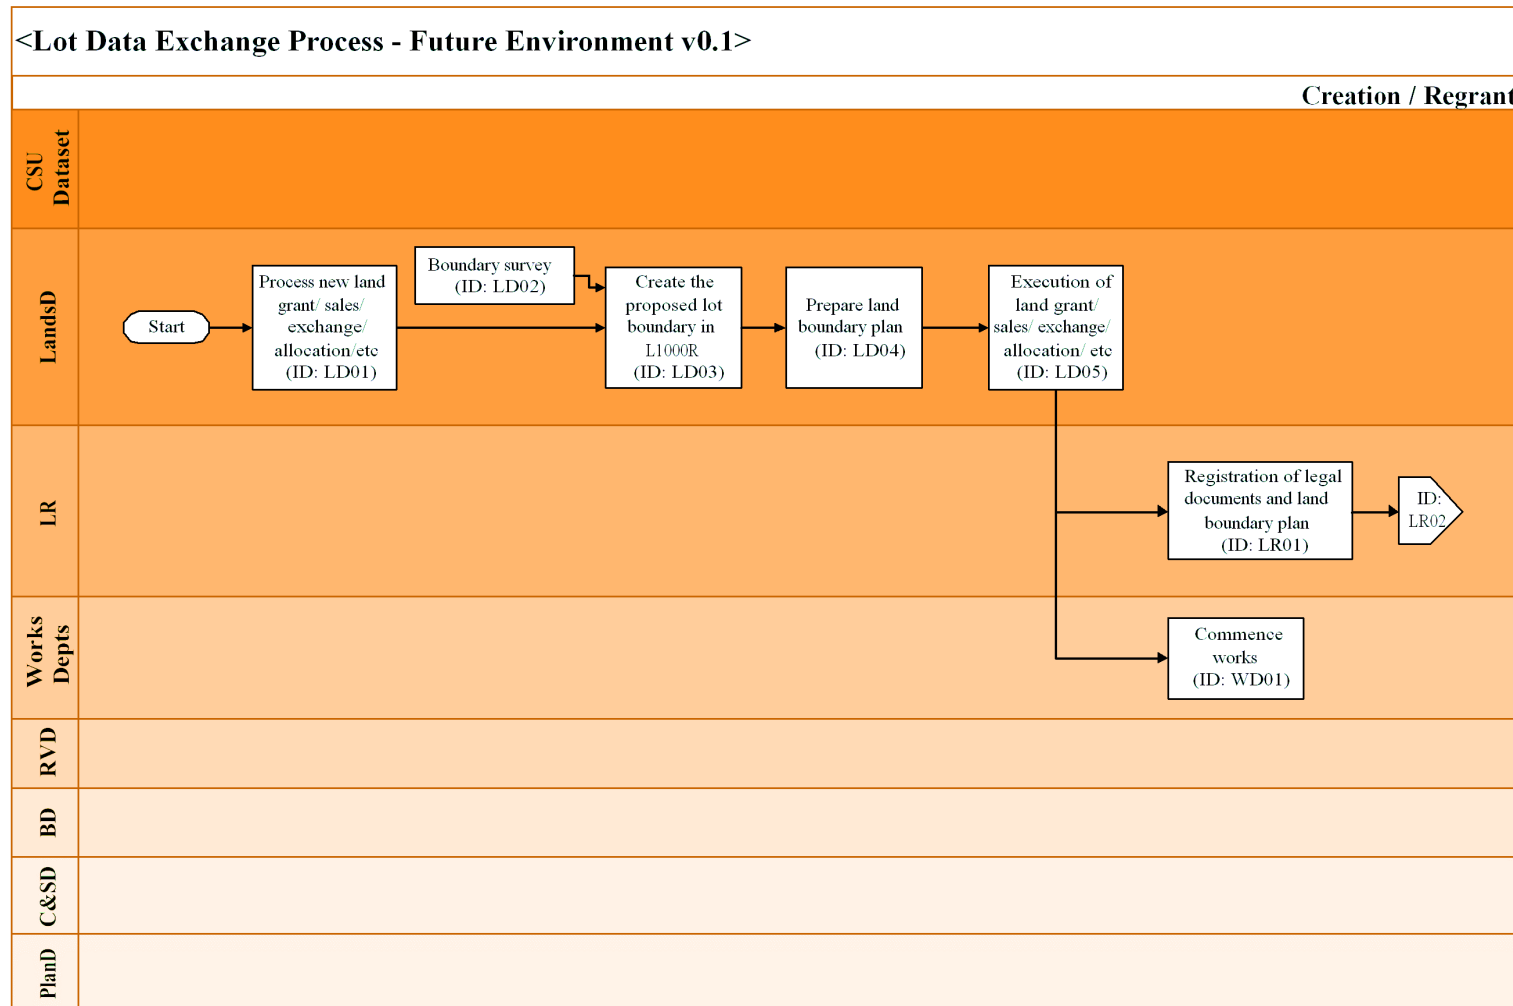 <Lot Data Exchange Process - Future Environment v0.1>
Creation / Regrant
CSU
Dataset
LandsD
Start
Process new land
grant/ sales/
exchange/
allocation/etc
(ID: LD01)
Boundary survey
(ID: LD02)
Create the
proposed lot
boundary in
L1000R
(ID: LD03)
Prepare land
boundary plan
(ID: LD04)
Execution of
land grant/
sales/ exchange/
allocation/ etc
(ID: LD05)
LR
Registration of legal
documents and land
boundary plan
(ID: LR01)
ID:
LR02
Works
Depts
Commence
works
(ID: WD01)
RVD
BD
C&SD
PlanD